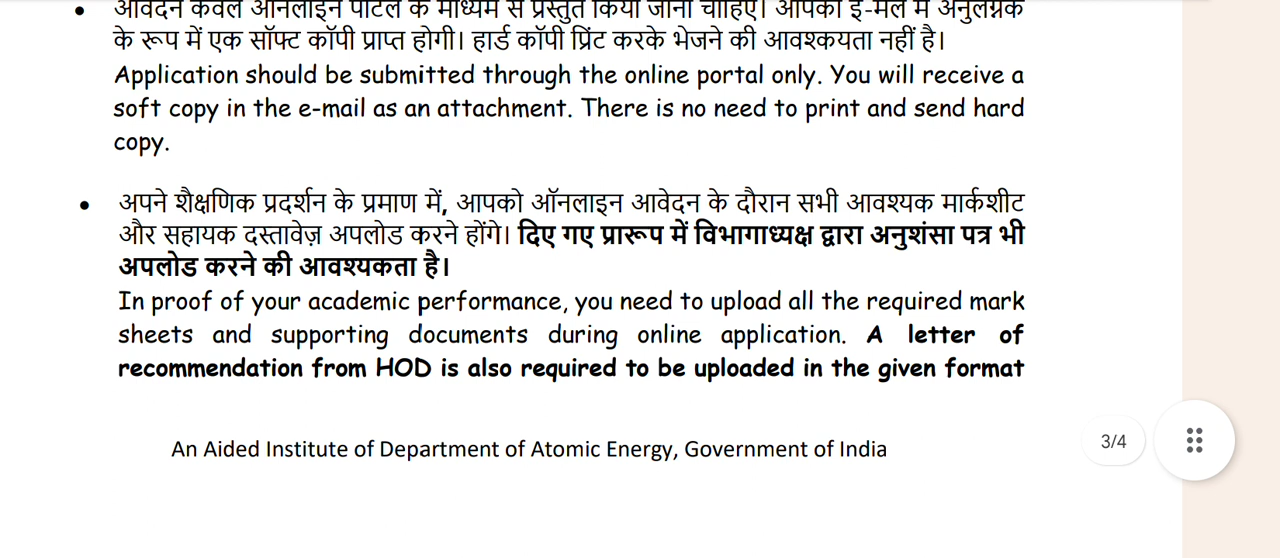 • आवेदन केवल ऑनलाइन पोर्टल के माध्यम से प्रस्तुत किया जाना चाहिए। आपको ई-मेल में अनुलग्नक
के रूप में एक सॉफ्ट कॉपी प्राप्त होगी। हार्ड कॉपी प्रिंट करके भेजने की आवश्कयता नहीं है।
Application should be submitted through the online portal only. You will receive a
soft copy in the e-mail as an attachment. There is no need to print and send hard
copy.
• अपने शैक्षणिक प्रदर्शन के प्रमाण में, आपको ऑनलाइन आवेदन के दौरान सभी आवश्यक मार्कशीट
और सहायक दस्तावेज़ अपलोड करने होंगे। दिए गए प्रारूप में विभागाध्यक्ष द्वारा अनुशंसा पत्र भी
अपलोड करने की आवश्यकता है।
In proof of your academic performance, you need to upload all the required mark
sheets and supporting documents during online application. A letter of
recommendation from HOD is also required to be uploaded in the given format
An Aided Institute of Department of Atomic Energy, Government of India
3/4